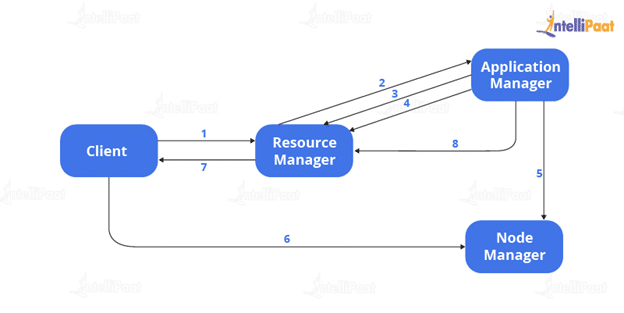 IntelliPaat
Application
Manager
2
3
4
1
Client
Resource
Manager
7
8
5
6
Node
Manager